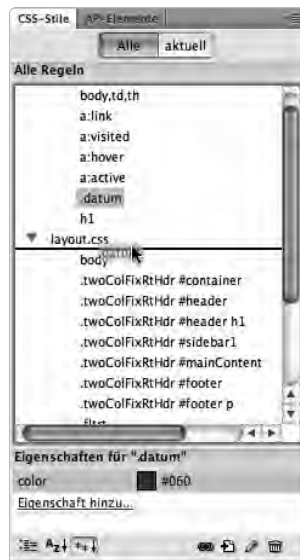 CSS-Stile AP-Elemente
Alle aktuell
Alle Regeln
body,td,th
a:link
a:visited
a:hover
a:active
.datum
h1
layout.css
body
.twoColFixRtHdr #container
.twoColFixRtHdr #header
.twoColFixRtHdr #header h1
.twoColFixRtHdr #sidebar1
.twoColFixRtHdr #mainContent
.twoColFixRtHdr #footer
.twoColFixRtHdr #footer p
.fltrt
Eigenschaften für ".datum"
color #060
Eigenschaft hinzu...